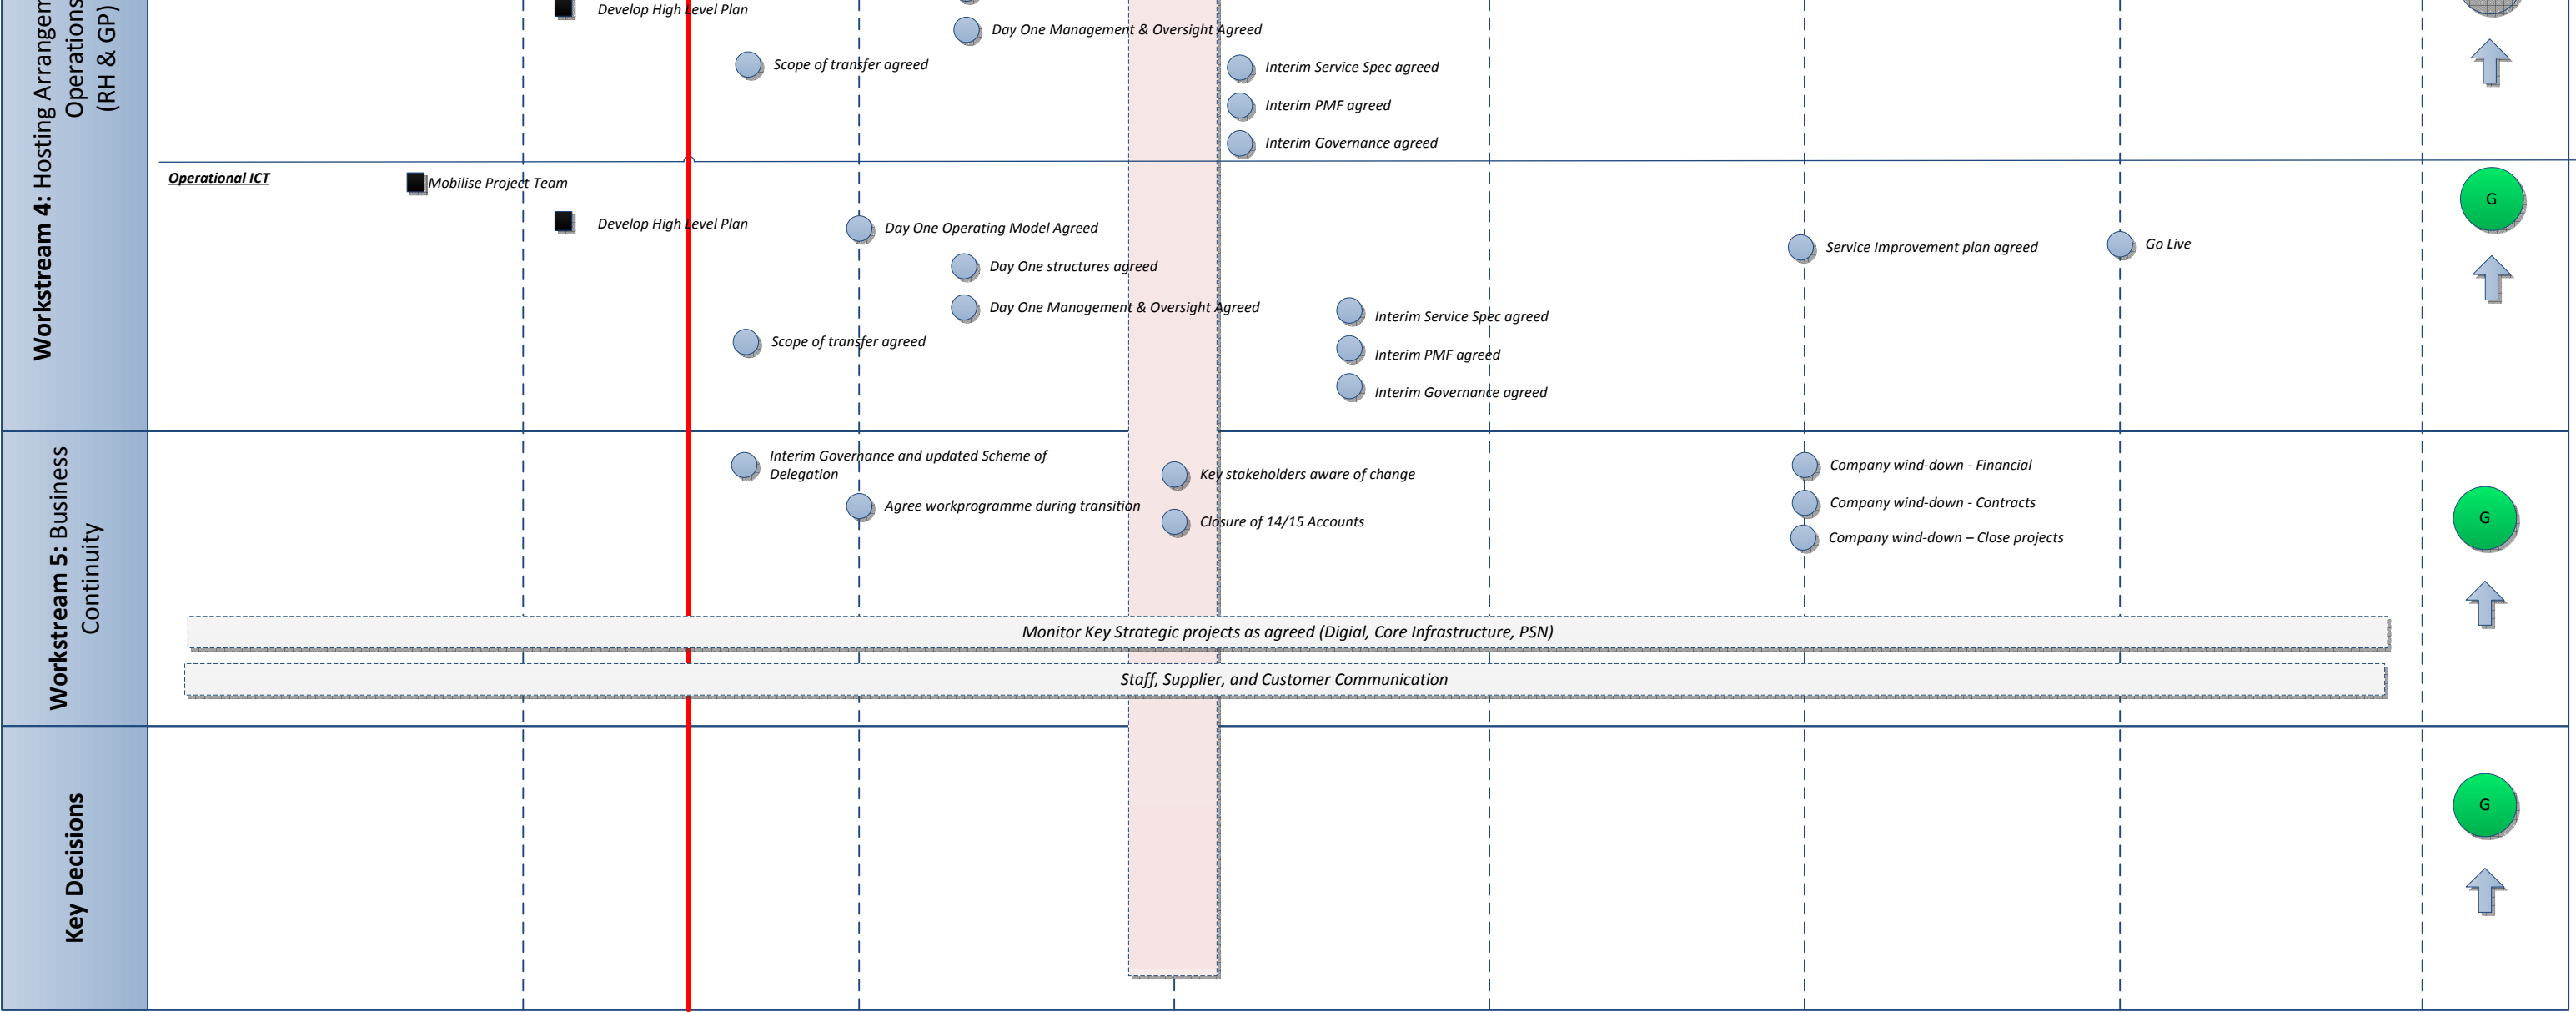 Workstream 4: Hosting Arrangem
Operations
(RH & GP)
Develop High Level Plan
Day One Management & Oversight Agreed
Scope of transfer agreed
Interim Service Spec agreed
Interim PMF agreed
Interim Governance agreed
Operational ICT
Mobilise Project Team
G
Develop High Level Plan
Day One Operating Model Agreed
Service Improvement plan agreed
Go Live
Day One structures agreed
Day One Management & Oversight Agreed
Interim Service Spec agreed
Scope of transfer agreed
Interim PMF agreed
Interim Governance agreed
Workstream 5: Business
Continuity
Interim Governance and updated Scheme of
Delegation
Key stakeholders aware of change
Company wind-down - Financial
Agree workprogramme during transition
Company wind-down - Contracts
Closure of 14/15 Accounts
G
Company wind-down – Close projects
Monitor Key Strategic projects as agreed (Digial, Core Infrastructure, PSN)
Staff, Supplier, and Customer Communication
Key Decisions
G